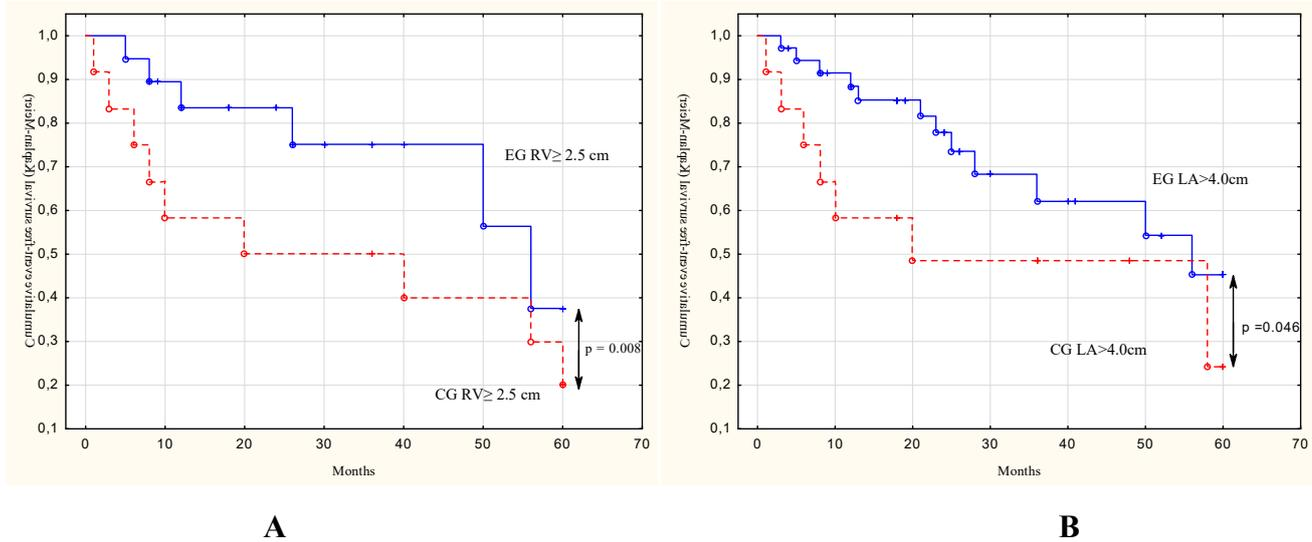 Cumulative event-free survival (Kaplan-Meier)
1,0
0,9
0,8
0,7
0,6
0,5
0,4
0,3
0,2
0,1
EG RV≥ 2.5 cm
p = 0.008
CG RV≥ 2.5 cm
0 10 20 30 40 50 60 70
Months
A
Cumulative event-free survival (Kaplan-Meier)
1,0
0,9
0,8
0,7
0,6
0,5
0,4
0,3
0,2
0,1
EG LA>4.0cm
p =0.046
CG LA>4.0cm
0 10 20 30 40 50 60 70
Months
B